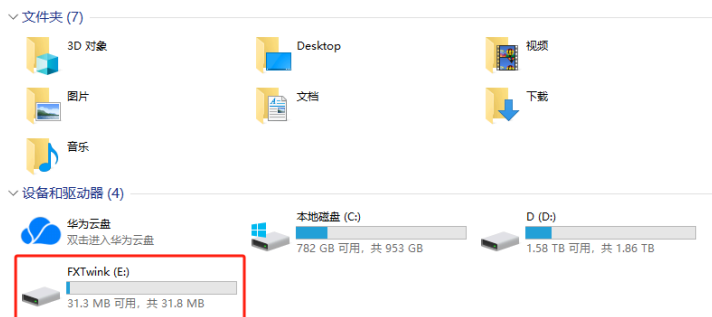 文件夹 (7)
3D 对象
Desktop
视频
图片
文档
下载
音乐
设备和驱动器 (4)
华为云盘
双击进入华为云盘
本地磁盘 (C:)
782 GB 可用，共 953 GB
D (D:)
1.58 TB 可用，共 1.86 TB
FXTwink (E:)
31.3 MB 可用，共 31.8 MB